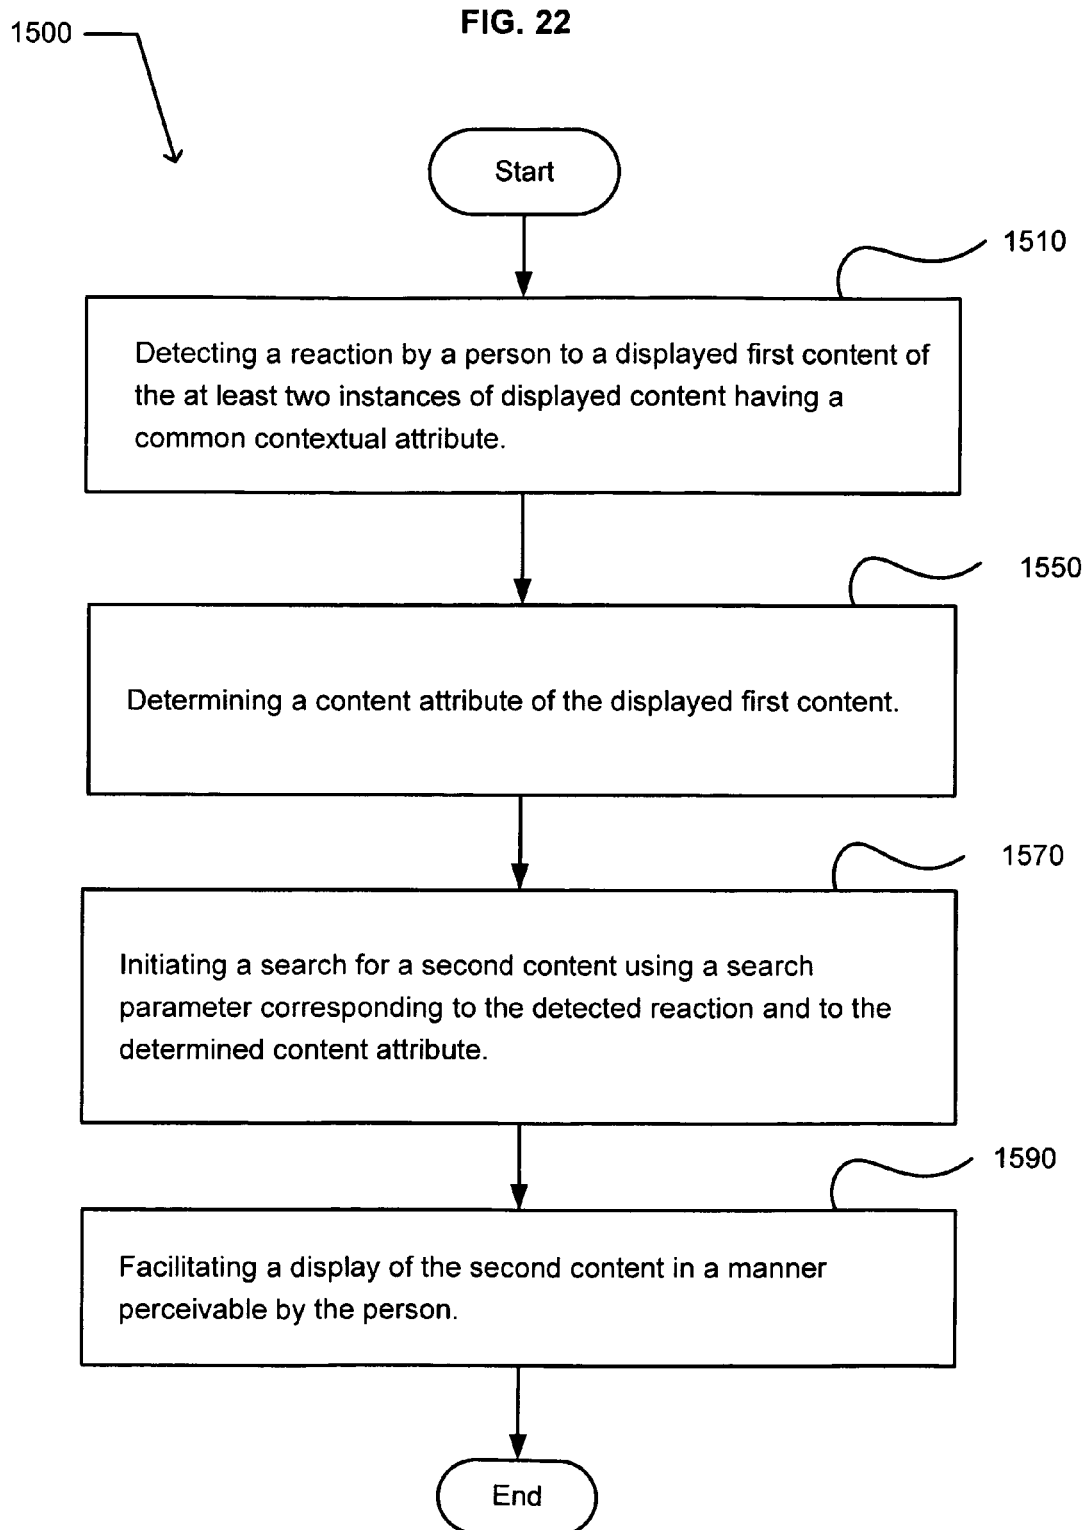 FIG. 22
1500
Start
1510
Detecting a reaction by a person to a displayed first content of
the at least two instances of displayed content having a
common contextual attribute.
1550
Determining a content attribute of the displayed first content.
1570
Initiating a search for a second content using a search
parameter corresponding to the detected reaction and to the
determined content attribute.
1590
Facilitating a display of the second content in a manner
perceivable by the person.
End